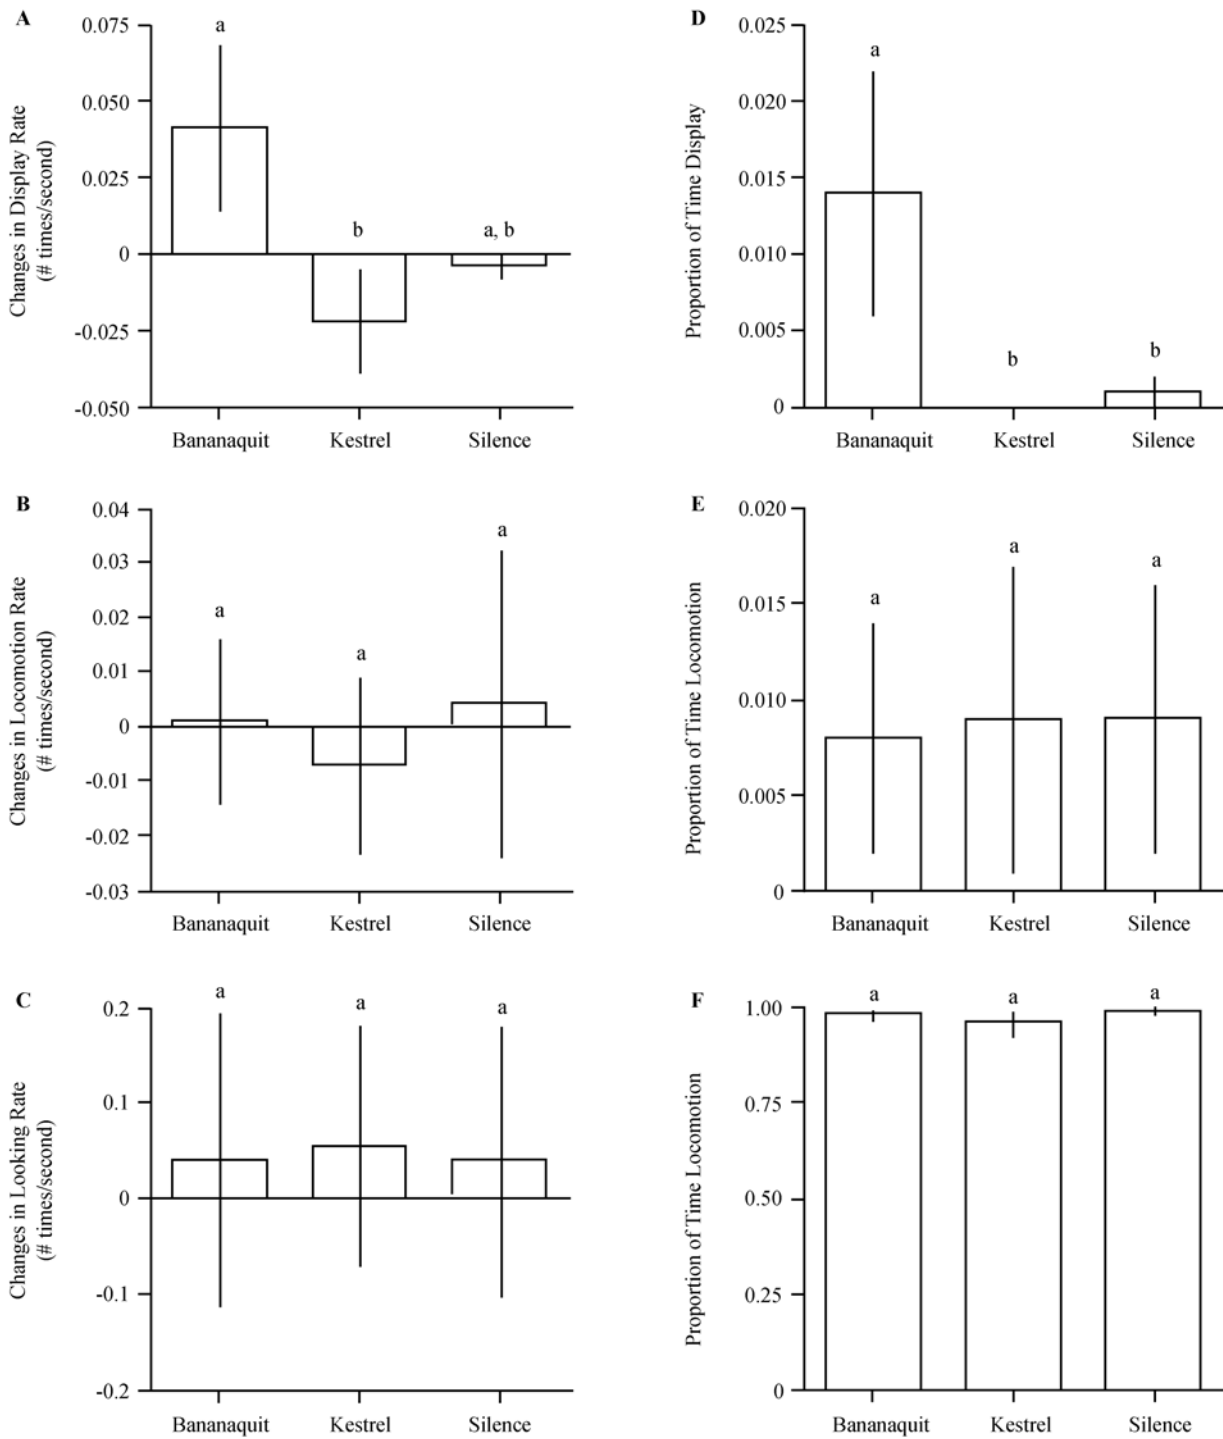 A
Changes in Display Rate
(# times/second)
0.075
0.050
0.025
0
-0.025
-0.050
a
b
a, b
Bananaquit Kestrel Silence
D
Proportion of Time Display
0.025
0.020
0.015
0.010
0.005
0
a
b
b
Bananaquit Kestrel Silence
B
Changes in Locomotion Rate
(# times/second)
0.04
0.03
0.02
0.01
0
-0.01
-0.02
-0.03
a
a
a
Bananaquit Kestrel Silence
E
Proportion of Time Locomotion
0.020
0.015
0.010
0.005
0
a
a
a
Bananaquit Kestrel Silence
C
Changes in Looking Rate
(# times/second)
0.2
0.1
0
-0.1
-0.2
a
a
a
Bananaquit Kestrel Silence
F
Proportion of Time Locomotion
1.00
0.75
0.50
0.25
0
a
a
a
Bananaquit Kestrel Silence